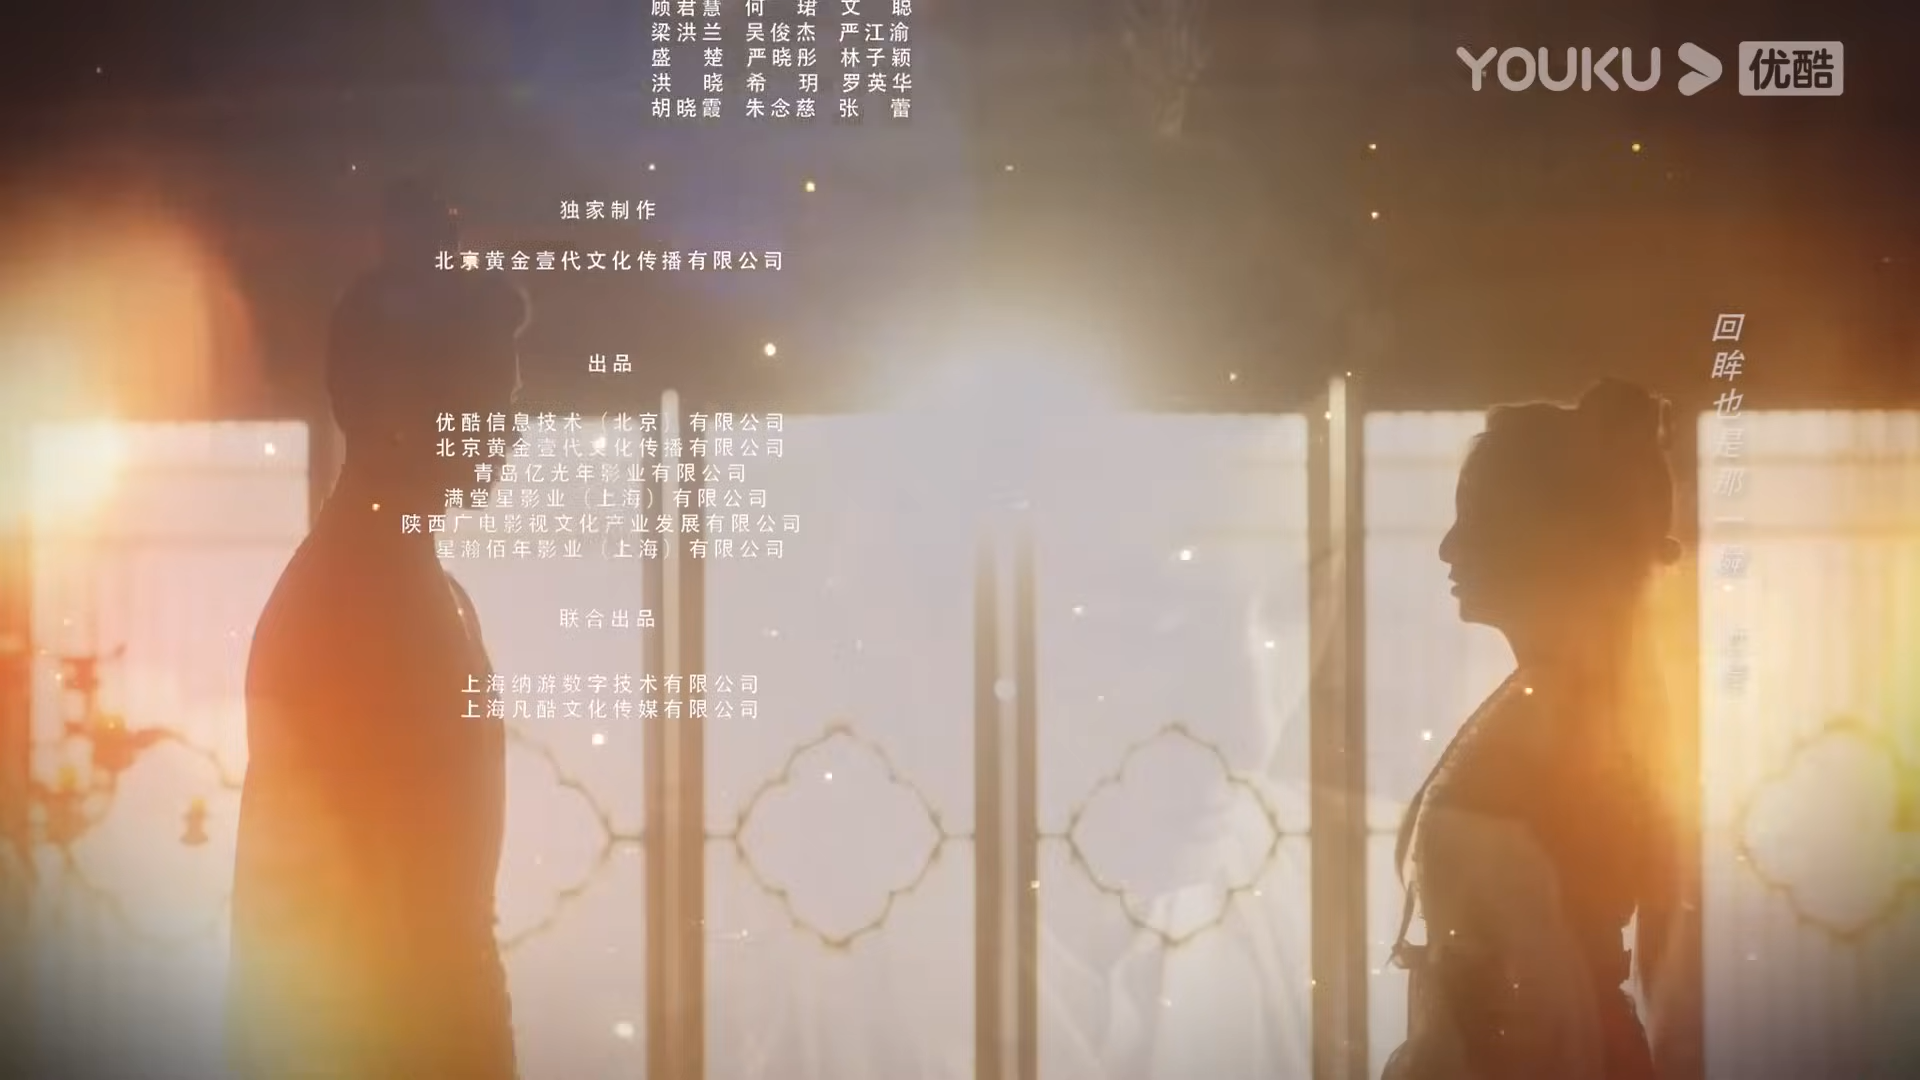 顾君慧 何珺 文聪
梁洪兰 吴俊杰 严江渝
盛楚 严晓彤 林子颖
洪晓 希玥 罗英华
胡晓霞 朱念慈 张蕾
YOUKU 优酷
独家制作
北京黄金壹代文化传播有限公司
出品
优酷信息技术（北京）有限公司
北京黄金壹代文化传播有限公司
青岛亿光年影业有限公司
满堂星影业（上海）有限公司
陕西广电影视文化产业发展有限公司
星瀚佰年影业（上海）有限公司
联合出品
上海纳游数字技术有限公司
上海凡酷文化传媒有限公司
回眸也是那一瞬